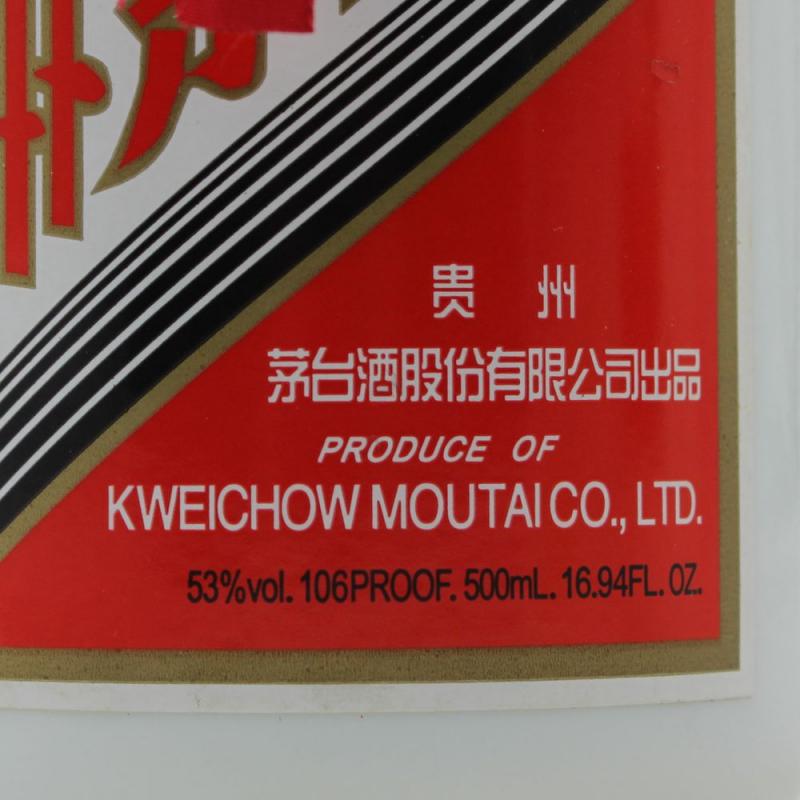 贵 州
茅台酒股份有限公司出品
PRODUCE OF
KWEICHOW MOUTAI CO., LTD.
53%vol. 106PROOF. 500mL. 16.94FL. OZ.